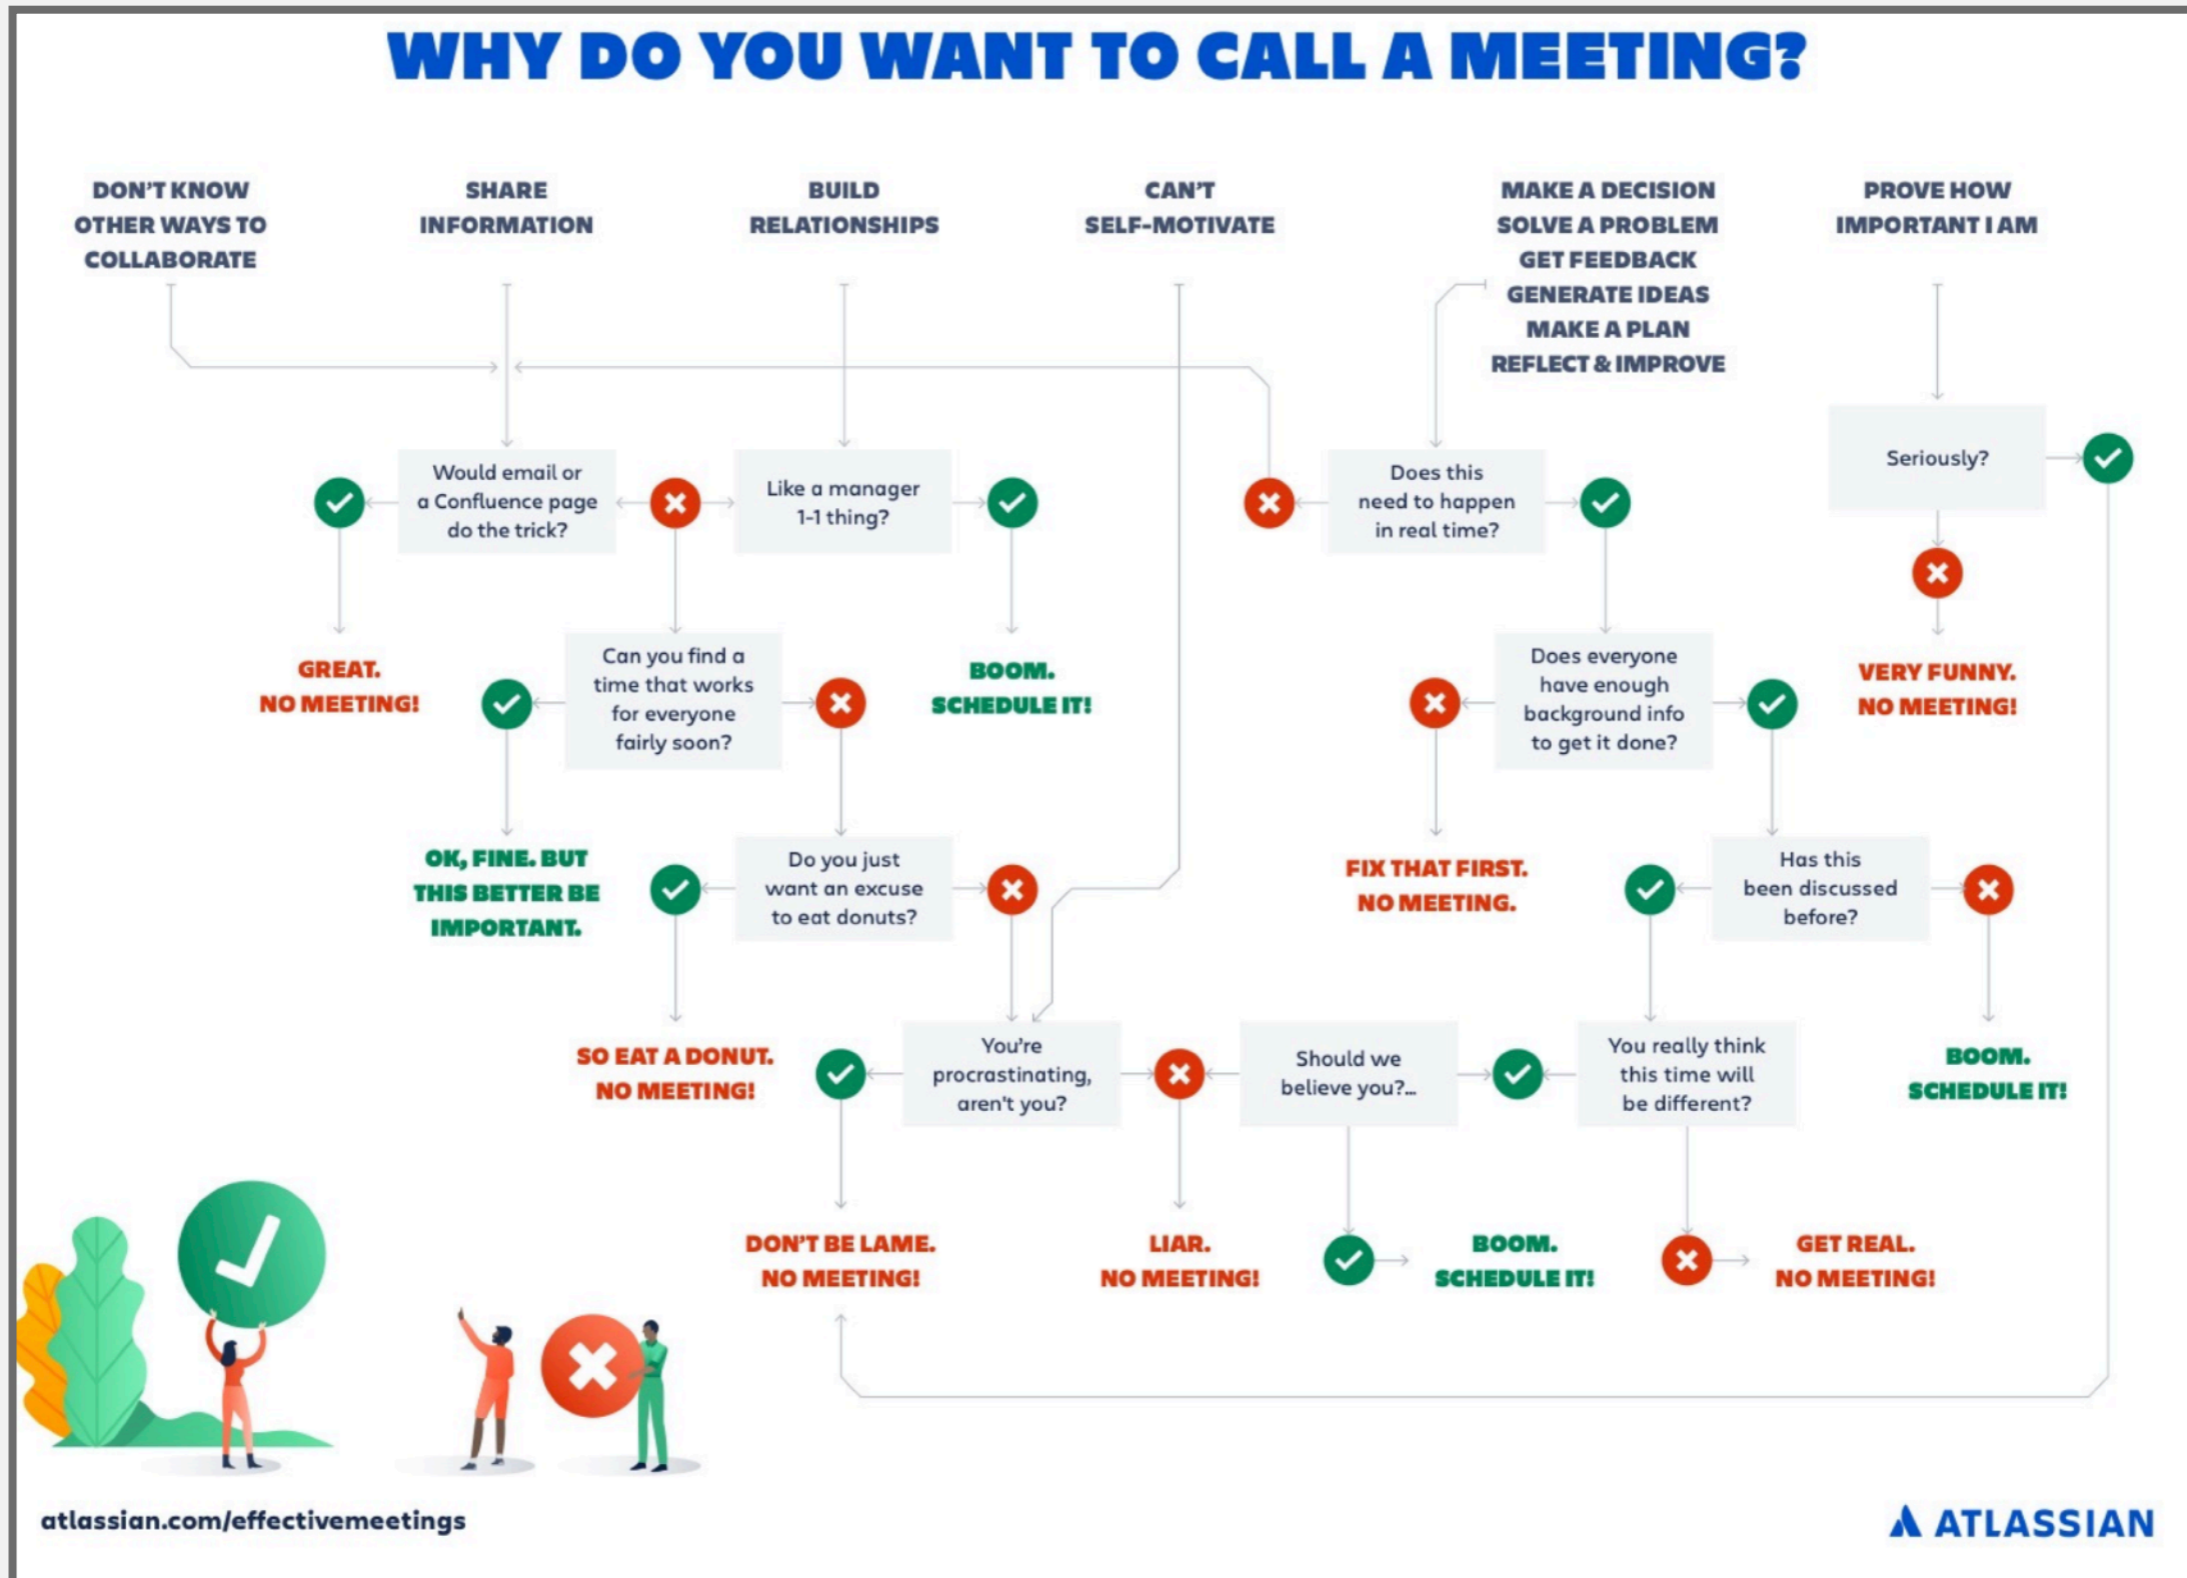 WHY DO YOU WANT TO CALL A MEETING?
DON'T KNOW
OTHER WAYS TO
COLLABORATE
SHARE
INFORMATION
BUILD
RELATIONSHIPS
CAN'T
SELF-MOTIVATE
MAKE A DECISION
SOLVE A PROBLEM
GET FEEDBACK
GENERATE IDEAS
MAKE A PLAN
REFLECT & IMPROVE
PROVE HOW
IMPORTANT I AM
Would email or
a Confluence page
do the trick?
Like a manager
1-1 thing?
Does this
need to happen
in real time?
Seriously?
GREAT.
NO MEETING!
Can you find a
time that works
for everyone
fairly soon?
BOOM.
SCHEDULE IT!
Does everyone
have enough
background info
to get it done?
VERY FUNNY.
NO MEETING!
OK, FINE. BUT
THIS BETTER BE
IMPORTANT.
Do you just
want an excuse
to eat donuts?
FIX THAT FIRST.
NO MEETING.
Has this
been discussed
before?
SO EAT A DONUT.
NO MEETING!
You're
procrastinating,
aren't you?
Should we
believe you?...
You really think
this time will
be different?
BOOM.
SCHEDULE IT!
DON'T BE LAME.
NO MEETING!
LIAR.
NO MEETING!
BOOM.
SCHEDULE IT!
GET REAL.
NO MEETING!
atlassian.com/effectivemeetings
ATLASSIAN